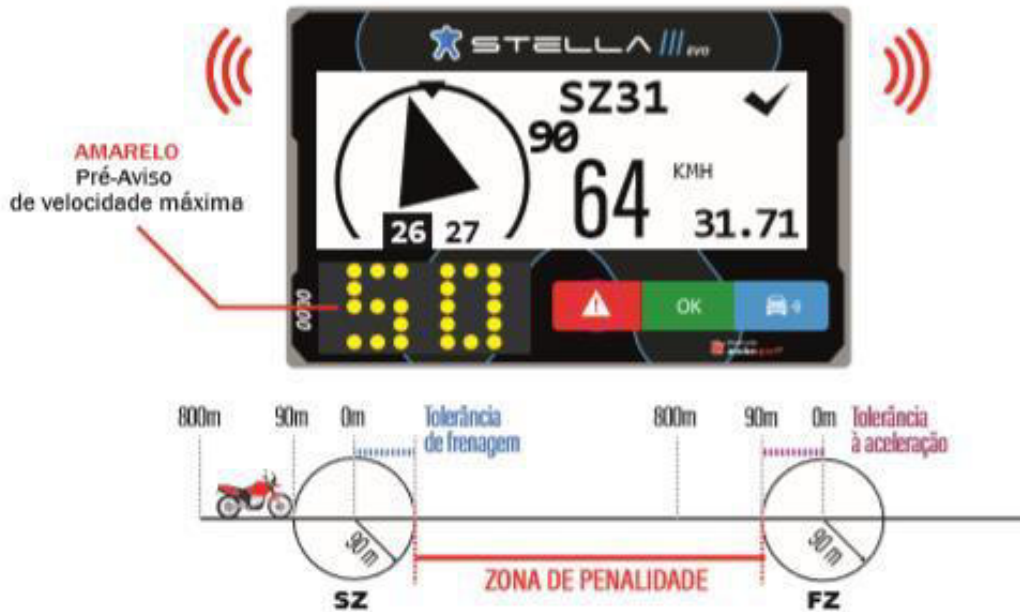 STELLA III EVO
SZ31
90
64 KMH
31.71
26 27
AMARELO
Pré-Aviso
de velocidade máxima
50
OK
800m 90m 0m Tolerância
de frenagem
800m 90m 0m Tolerância
à aceleração
90 m
90 m
ZONA DE PENALIDADE
SZ
FZ